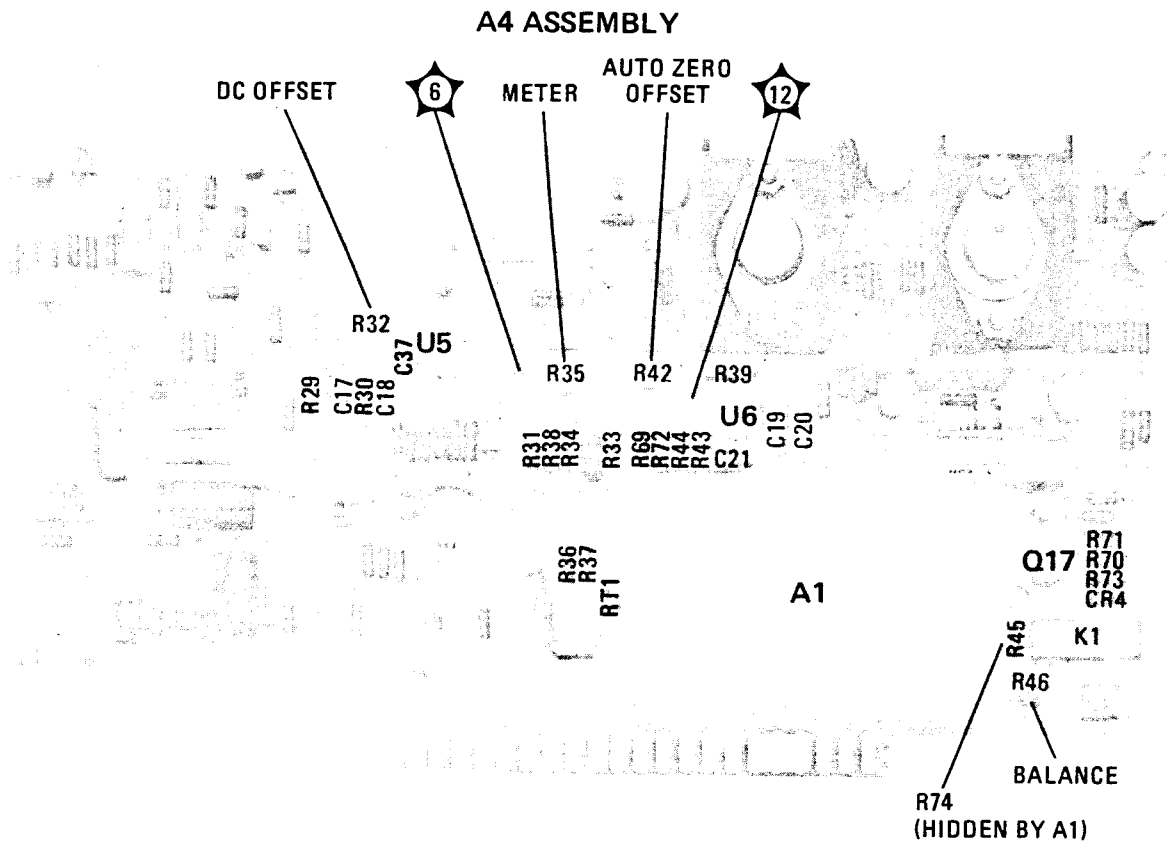 A4 ASSEMBLY
DC OFFSET
6
METER
AUTO ZERO
OFFSET
12
R32
U5
C37
R35
R42
R39
R29
C17
R30
C18
U6
C19
C20
R31
R38
R34
R33
R69
R72
R44
R43
C21
R36
R37
RT1
A1
Q17
R71
R70
R73
CR4
R45
K1
R46
BALANCE
R74
(HIDDEN BY A1)